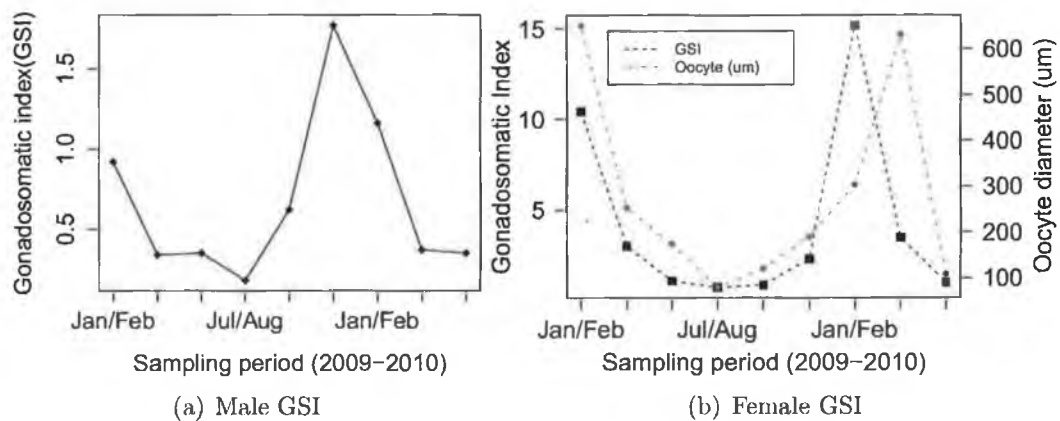 Gonadosomatic index(GSI)
0.5 1.0 1.5
Jan/Feb Jul/Aug Jan/Feb
Sampling period (2009−2010)
(a) Male GSI
Gonadosomatic Index
5 10 15
GSI
Oocyte (um)
Oocyte diameter (um)
100 200 300 400 500 600
Jan/Feb Jul/Aug Jan/Feb
Sampling period (2009−2010)
(b) Female GSI